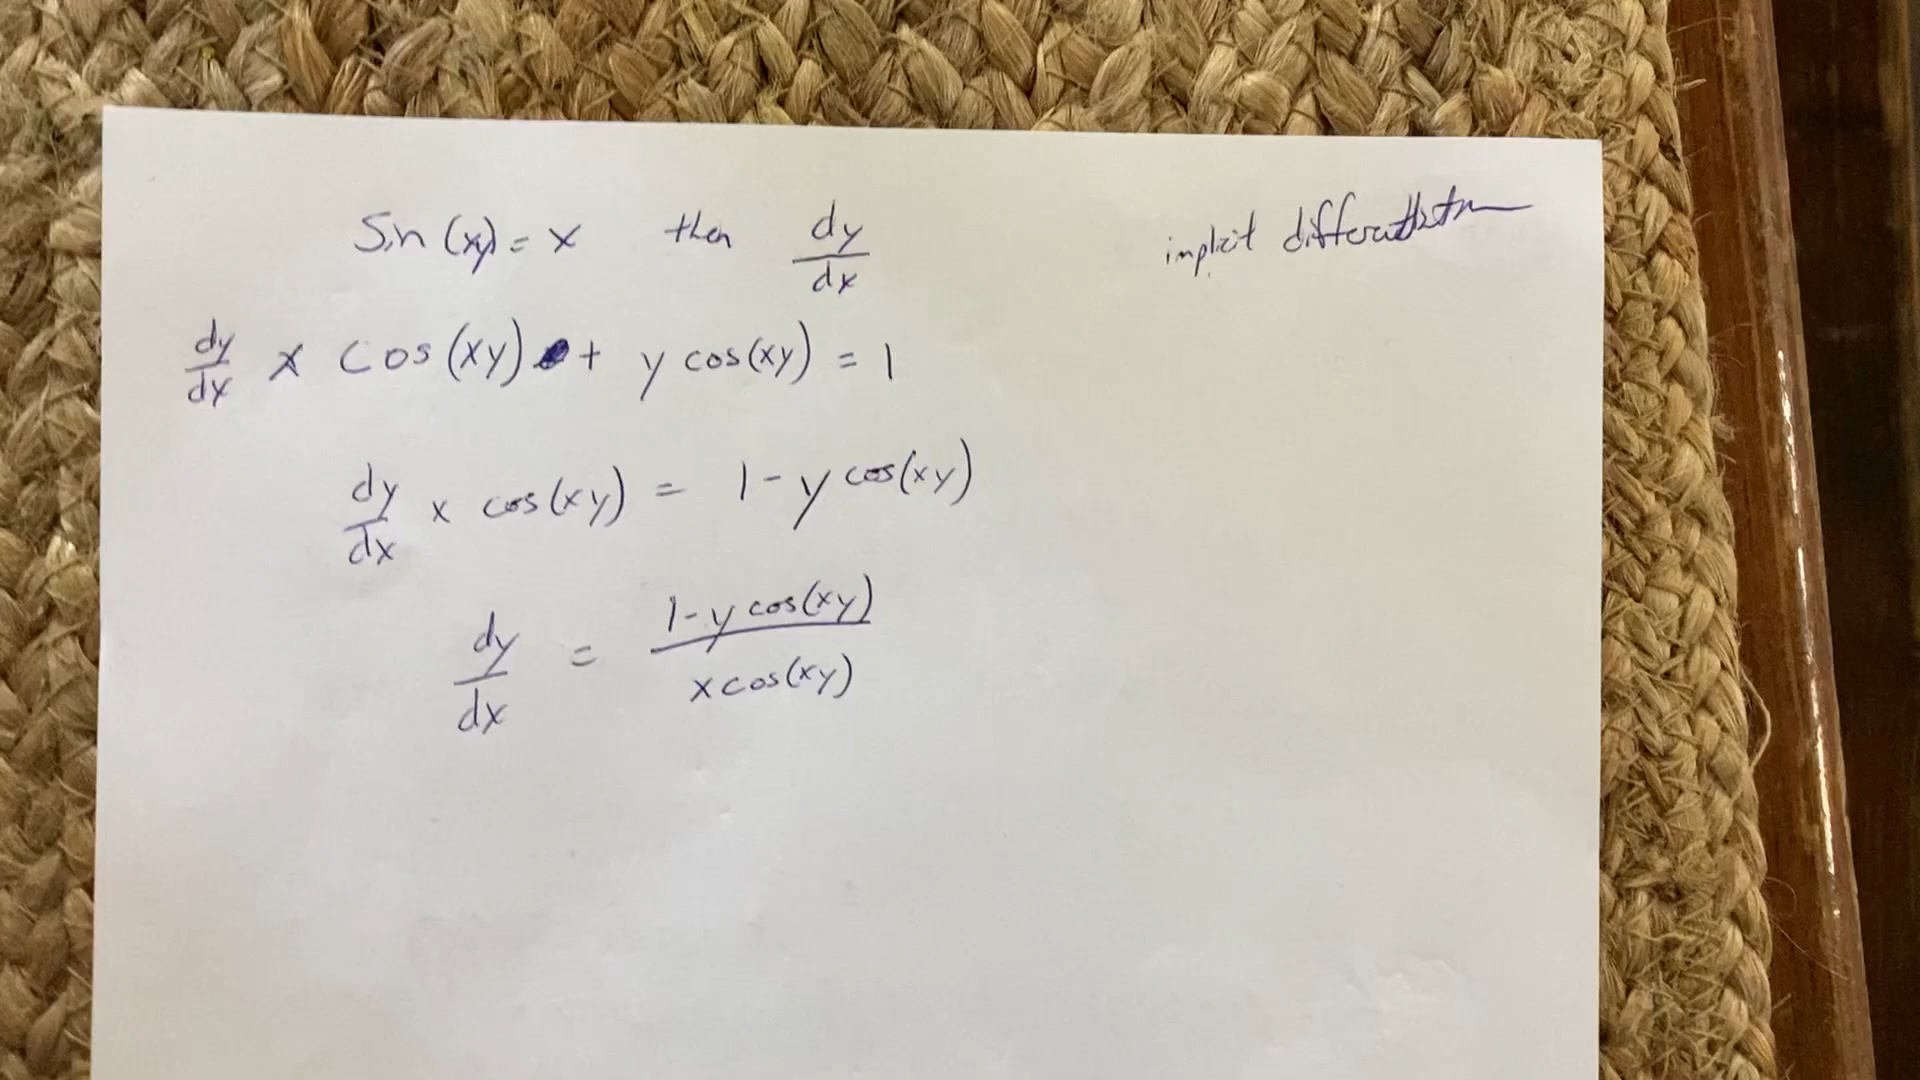 Sin (xy) = x then dy/dx
implicit differentiation
dy/dx x cos(xy) + y cos(xy) = 1
dy/dx x cos(xy) = 1 - y cos(xy)
dy/dx = 1 - y cos(xy) / x cos(xy)